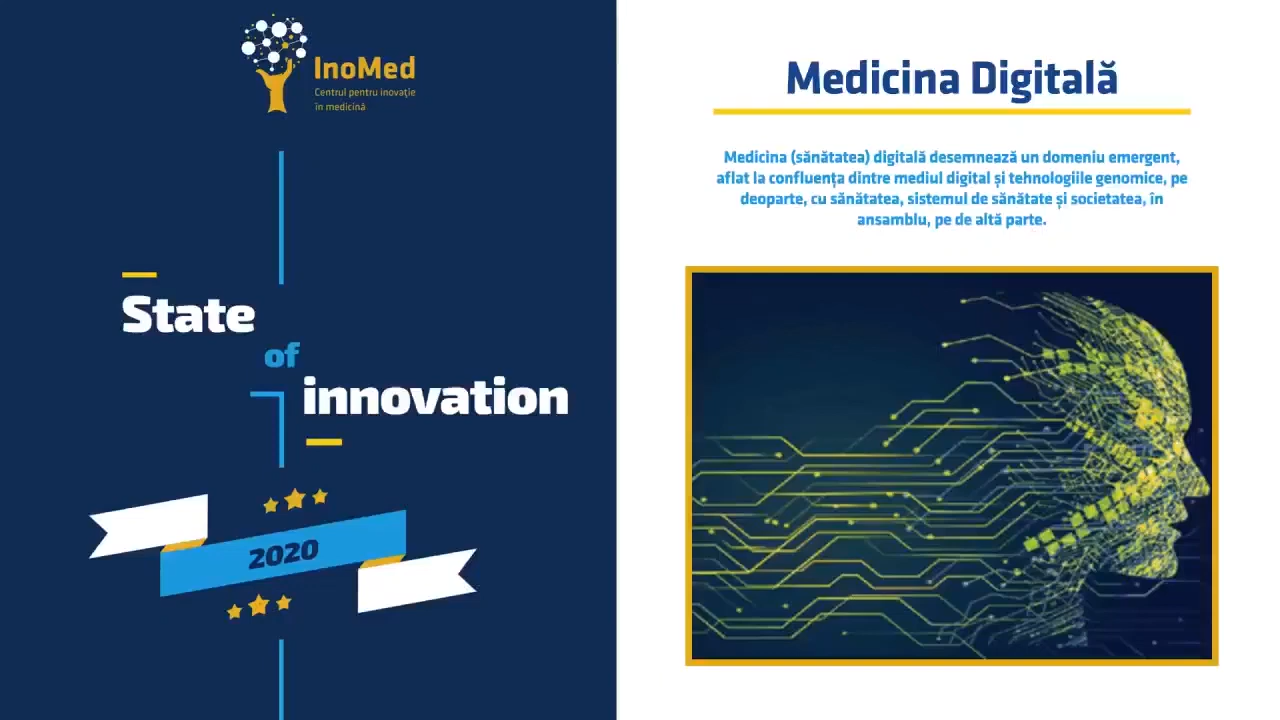 InoMed
Centrul pentru inovație
în medicină
State
of
innovation
2020
Medicina Digitală
Medicina (sănătatea) digitală desemnează un domeniu emergent,
aflat la confluența dintre mediul digital și tehnologiile genomice, pe
deoparte, cu sănătatea, sistemul de sănătate și societatea, în
ansamblu, pe de altă parte.